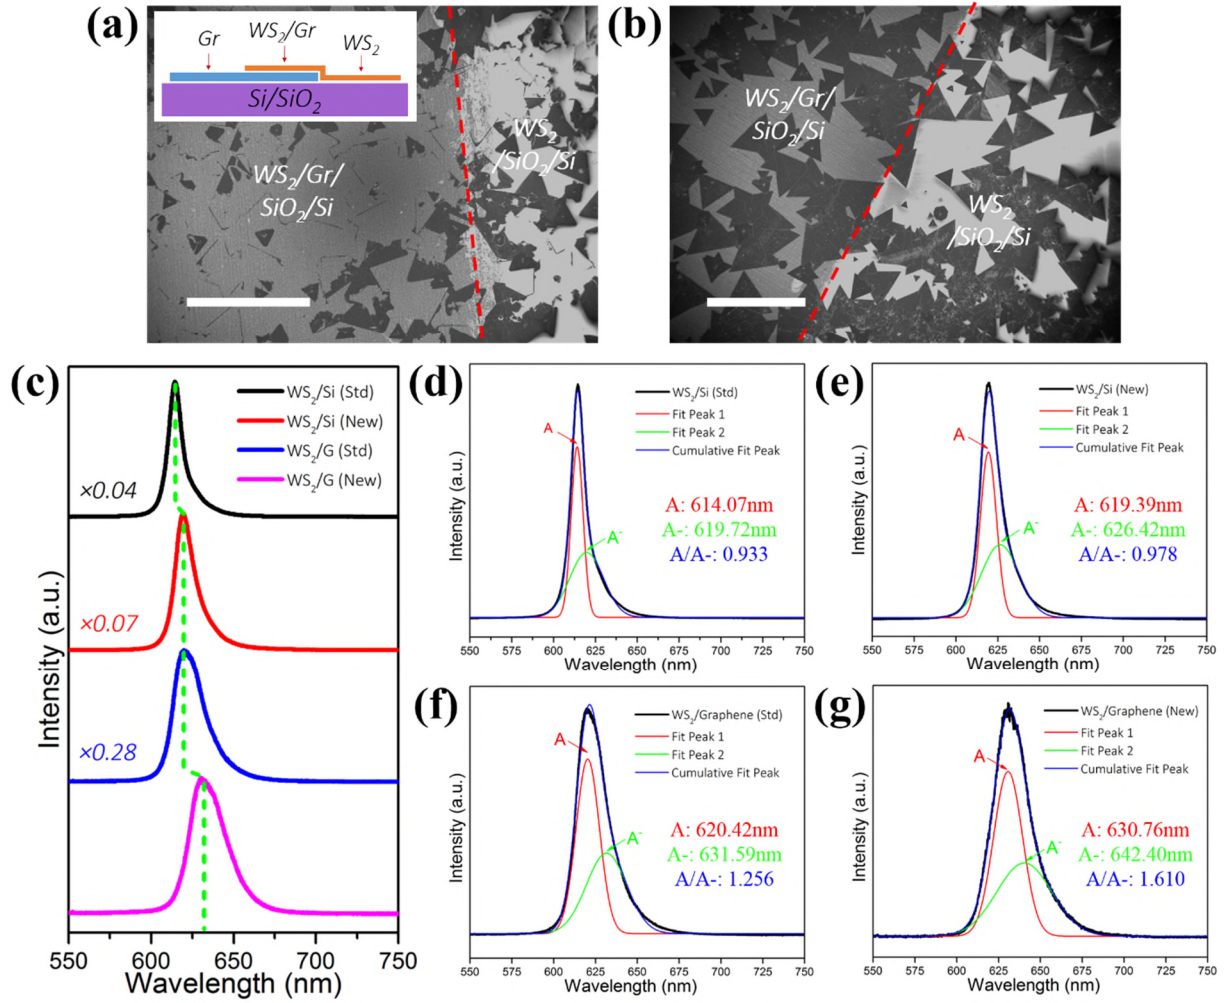 (a)
Gr
WS2/Gr
WS2
Si/SiO2
WS2/Gr/
SiO2/Si
WS2
/SiO2/Si
(b)
WS2/Gr/
SiO2/Si
WS2
/SiO2/Si
(c)
WS2/Si (Std)
WS2/Si (New)
WS2/G (Std)
WS2/G (New)
×0.04
×0.07
×0.28
Intensity (a.u.)
550 600 650 700 750
Wavelength (nm)
(d)
WS2/Si (Std)
Fit Peak 1
Fit Peak 2
Cumulative Fit Peak
A
A-
A: 614.07nm
A-: 619.72nm
A/A-: 0.933
Intensity (a.u.)
550 575 600 625 650 675 700 725 750
Wavelength (nm)
(e)
WS2/Si (New)
Fit Peak 1
Fit Peak 2
Cumulative Fit Peak
A
A-
A: 619.39nm
A-: 626.42nm
A/A-: 0.978
Intensity (a.u.)
550 575 600 625 650 675 700 725 750
Wavelength (nm)
(f)
WS2/Graphene (Std)
Fit Peak 1
Fit Peak 2
Cumulative Fit Peak
A
A-
A: 620.42nm
A-: 631.59nm
A/A-: 1.256
Intensity (a.u.)
550 575 600 625 650 675 700 725 750
Wavelength (nm)
(g)
WS2/Graphene (New)
Fit Peak 1
Fit Peak 2
Cumulative Fit Peak
A
A-
A: 630.76nm
A-: 642.40nm
A/A-: 1.610
Intensity (a.u.)
550 575 600 625 650 675 700 725 750
Wavelength (nm)